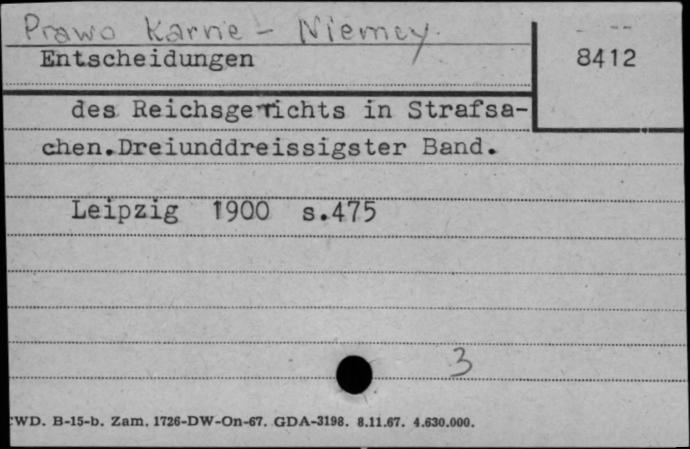 Prawo Karne - Niemcy.
8412
Entscheidungen
des Reichsgerichts in Strafsa-
chen.Dreiunddreissigster Band.
Leipzig 1900 s.475
3
WD. B-15-b. Zam. 1726-DW-On-67. GDA-3198. 8.11.67. 4.630.000.